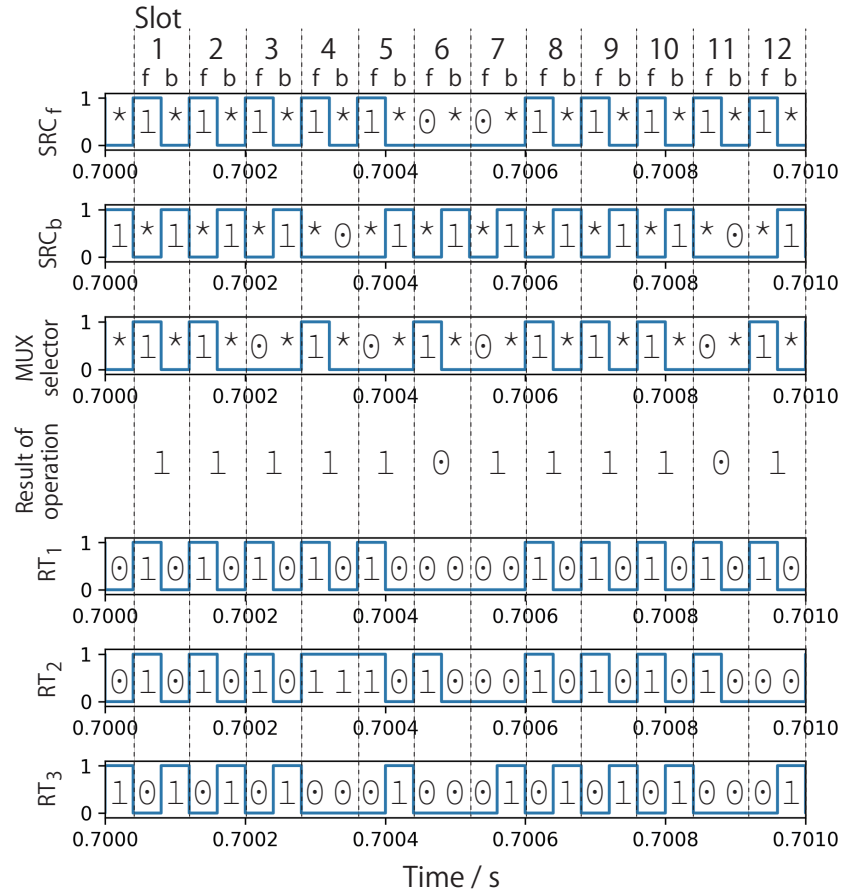 Slot
1 2 3 4 5 6 7 8 9 10 11 12
f b f b f b f b f b f b f b f b f b f b f b f b
SRCf
1
* 1 * 1 * 1 * 1 * 1 * 0 * 0 * 1 * 1 * 1 * 1 * 1 *
0
0.7000 0.7002 0.7004 0.7006 0.7008 0.7010
SRCb
1
1 * 1 * 1 * 1 * 0 * 1 * 1 * 1 * 1 * 1 * 1 * 0 * 1
0
0.7000 0.7002 0.7004 0.7006 0.7008 0.7010
MUX
selector
1
* 1 * 1 * 0 * 1 * 0 * 1 * 0 * 1 * 1 * 1 * 0 * 1 *
0
0.7000 0.7002 0.7004 0.7006 0.7008 0.7010
Result of
operation
1 1 1 1 1 0 1 1 1 1 0 1
RT1
1
0 1 0 1 0 1 0 1 0 1 0 0 0 0 0 1 0 1 0 1 0 1 0 1 0
0
0.7000 0.7002 0.7004 0.7006 0.7008 0.7010
RT2
1
0 1 0 1 0 1 0 1 1 1 0 1 0 0 0 1 0 1 0 1 0 1 0 0 0
0
0.7000 0.7002 0.7004 0.7006 0.7008 0.7010
RT3
1
1 0 1 0 1 0 1 0 0 0 1 0 0 0 1 0 1 0 1 0 1 0 0 0 1
0
0.7000 0.7002 0.7004 0.7006 0.7008 0.7010
Time / s